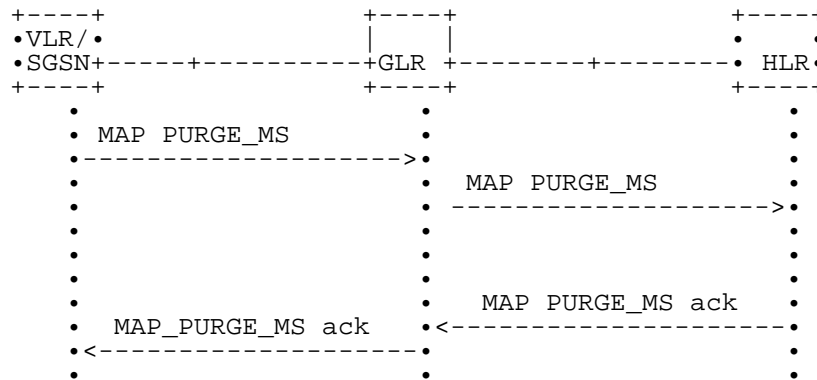 VLR/
SGSN GLR HLR
MAP PURGE_MS
MAP PURGE_MS
MAP PURGE_MS ack
MAP_PURGE_MS ack